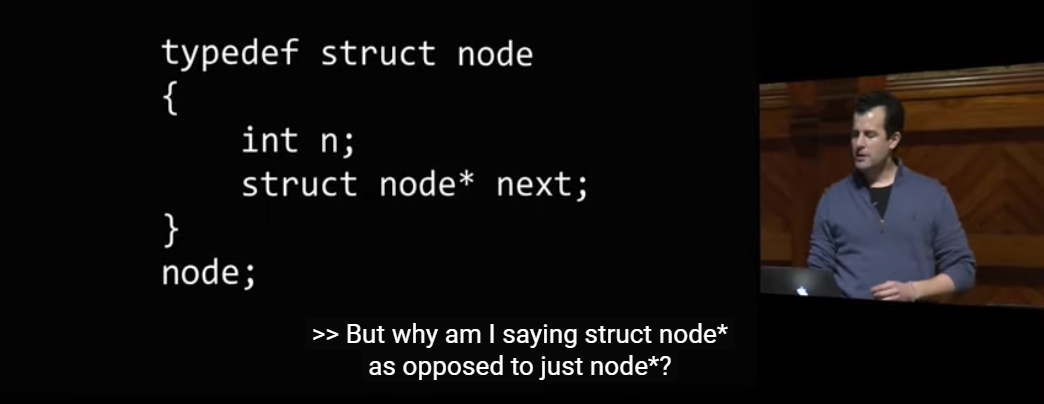 typedef struct node
{
int n;
struct node* next;
}
node;
>> But why am I saying struct node*
as opposed to just node*?